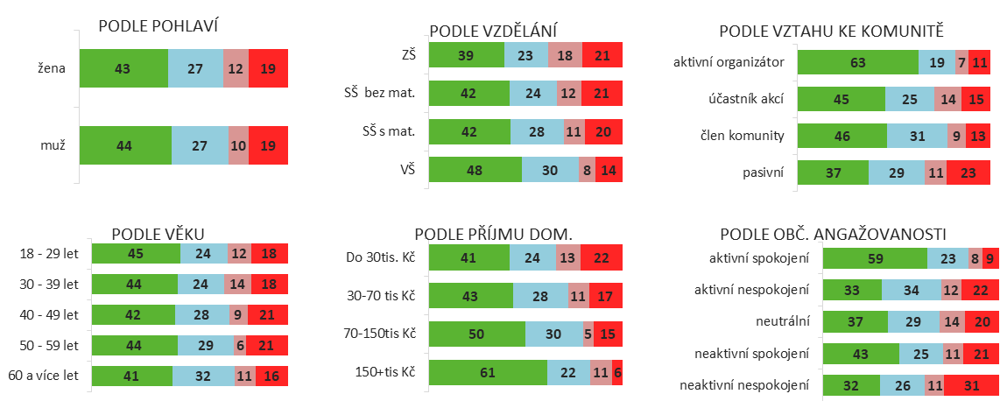 PODLE POHLAVÍ
žena 43 27 12 19
muž 44 27 10 19
PODLE VZDĚLÁNÍ
ZŠ 39 23 18 21
SŠ bez mat. 42 24 12 21
SŠ s mat. 42 28 11 20
VŠ 48 30 8 14
PODLE VZTAHU KE KOMUNITĚ
aktivní organizátor 63 19 7 11
účastník akcí 45 25 14 15
člen komunity 46 31 9 13
pasivní 37 29 11 23
PODLE VĚKU
18 - 29 let 45 24 12 18
30 - 39 let 44 24 14 18
40 - 49 let 42 28 9 21
50 - 59 let 44 29 6 21
60 a více let 41 32 11 16
PODLE PŘÍJMU DOM.
Do 30tis. Kč 41 24 13 22
30-70 tis Kč 43 28 11 17
70-150tis Kč 50 30 5 15
150+tis Kč 61 22 11 6
PODLE OBČ. ANGAŽOVANOSTI
aktivní spokojení 59 23 8 9
aktivní nespokojení 33 34 12 22
neutrální 37 29 14 20
neaktivní spokojení 43 25 11 21
neaktivní nespokojení 32 26 11 31